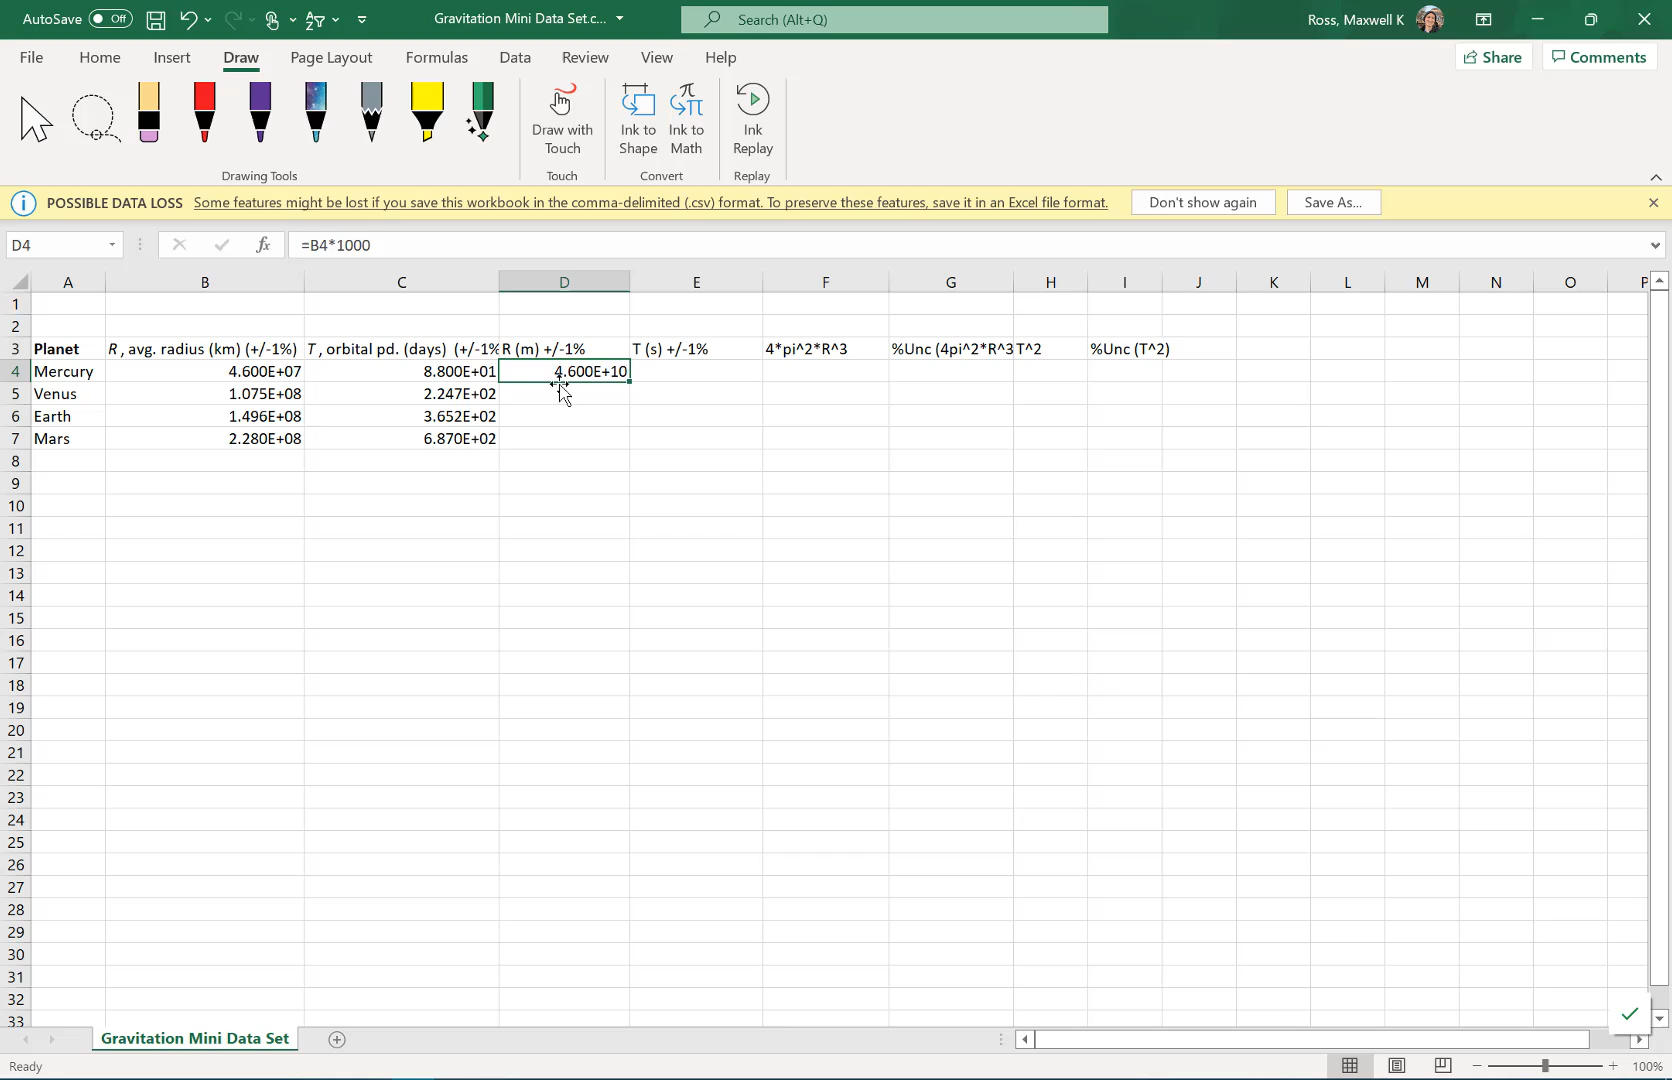 AutoSave Off Gravitation Mini Data Set.c... Search (Alt+Q) Ross, Maxwell K
File Home Insert Draw Page Layout Formulas Data Review View Help Share Comments
Draw with Touch
Ink to Shape
Ink to Math
Ink Replay
Drawing Tools Touch Convert Replay
POSSIBLE DATA LOSS Some features might be lost if you save this workbook in the comma-delimited (.csv) format. To preserve these features, save it in an Excel file format. Don't show again Save As...
D4 fx =B4*1000
A B C D E F G H I J K L M N O P
1
2
3 Planet R , avg. radius (km) (+/-1%) T , orbital pd. (days) (+/-1% R (m) +/-1% T (s) +/-1% 4*pi^2*R^3 %Unc (4pi^2*R^3 T^2 %Unc (T^2)
4 Mercury 4.600E+07 8.800E+01 4.600E+10
5 Venus 1.075E+08 2.247E+02
6 Earth 1.496E+08 3.652E+02
7 Mars 2.280E+08 6.870E+02
8
9
10
11
12
13
14
15
16
17
18
19
20
21
22
23
24
25
26
27
28
29
30
31
32
33
Gravitation Mini Data Set
Ready 100%